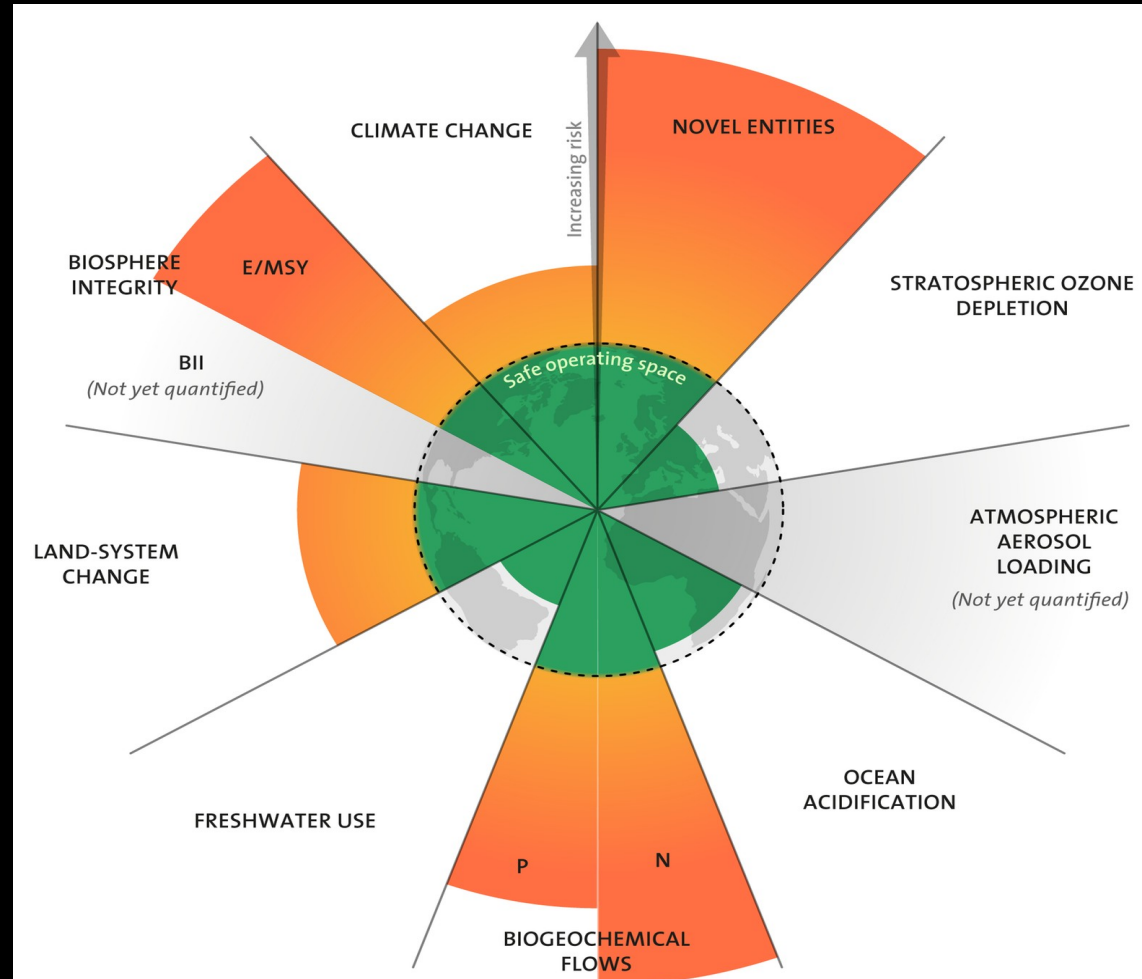 CLIMATE CHANGE
Increasing risk
NOVEL ENTITIES
BIOSPHERE
INTEGRITY
E/MSY
STRATOSPHERIC OZONE
DEPLETION
BII
(Not yet quantified)
Safe operating space
LAND-SYSTEM
CHANGE
ATMOSPHERIC
AEROSOL
LOADING
(Not yet quantified)
FRESHWATER USE
OCEAN
ACIDIFICATION
P
N
BIOGEOCHEMICAL
FLOWS